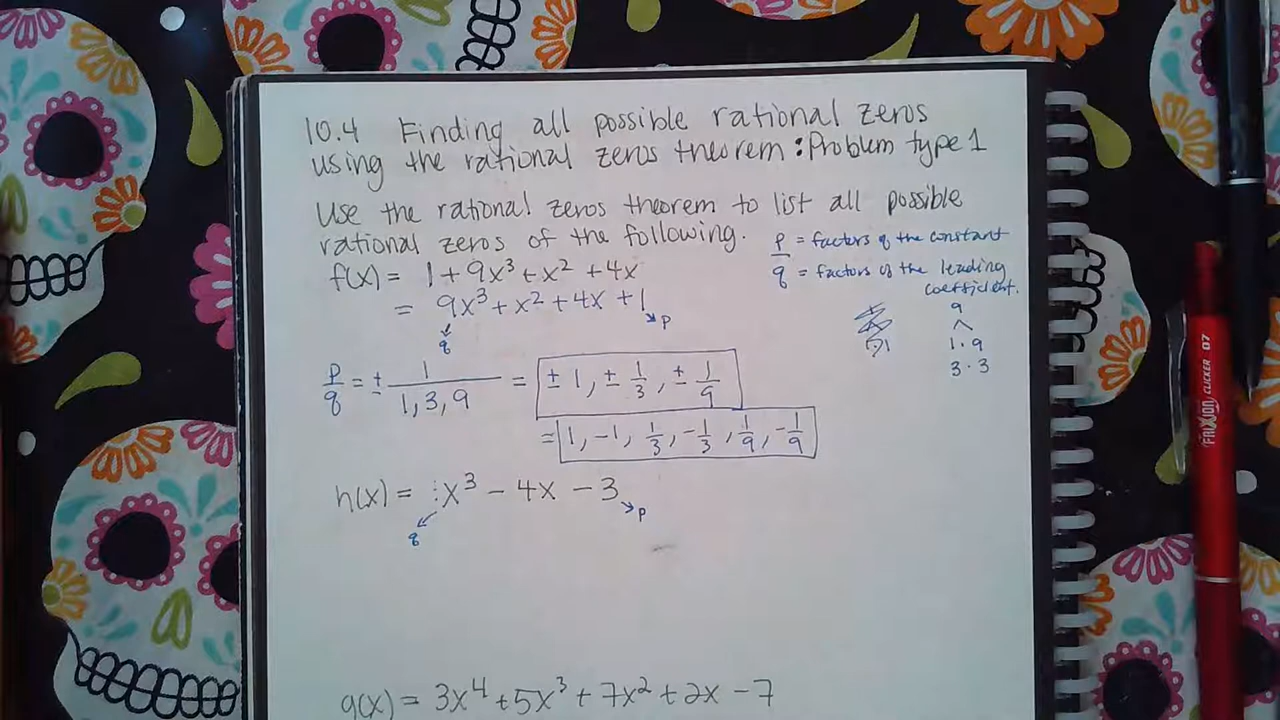 10.4 Finding all possible rational zeros
using the rational zeros theorem: Problem type 1
Use the rational zeros theorem to list all possible
rational zeros of the following.
p = factors of the constant
q = factors of the leading
coefficient.
f(x) = 1 + 9x³ + x² + 4x
= 9x³ + x² + 4x + 1
q
p
9
1·9
3·3
p/q = ± 1/1, 3, 9 = ± 1, ± 1/3, ± 1/9
= 1, -1, 1/3, -1/3, 1/9, -1/9
h(x) = x³ - 4x - 3
q
p
g(x) = 3x⁴ + 5x³ + 7x² + 2x - 7
FRIXION CLICKER 07